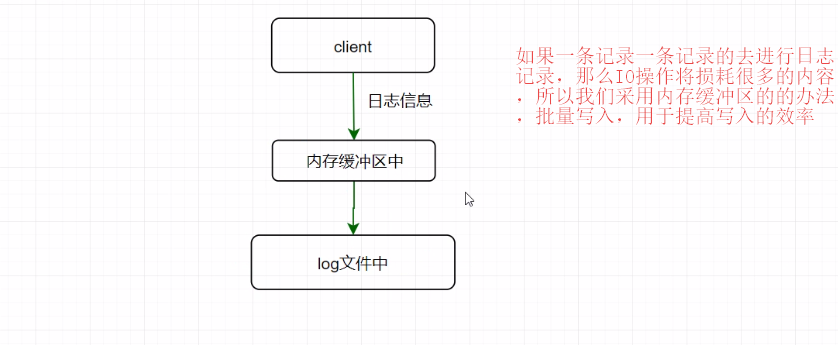 client
日志信息
内存缓冲区中
log文件中
如果一条记录一条记录的去进行日志
记录，那么IO操作将损耗很多的内容
．所以我们采用内存缓冲区的的办法
．批量写入，用于提高写入的效率